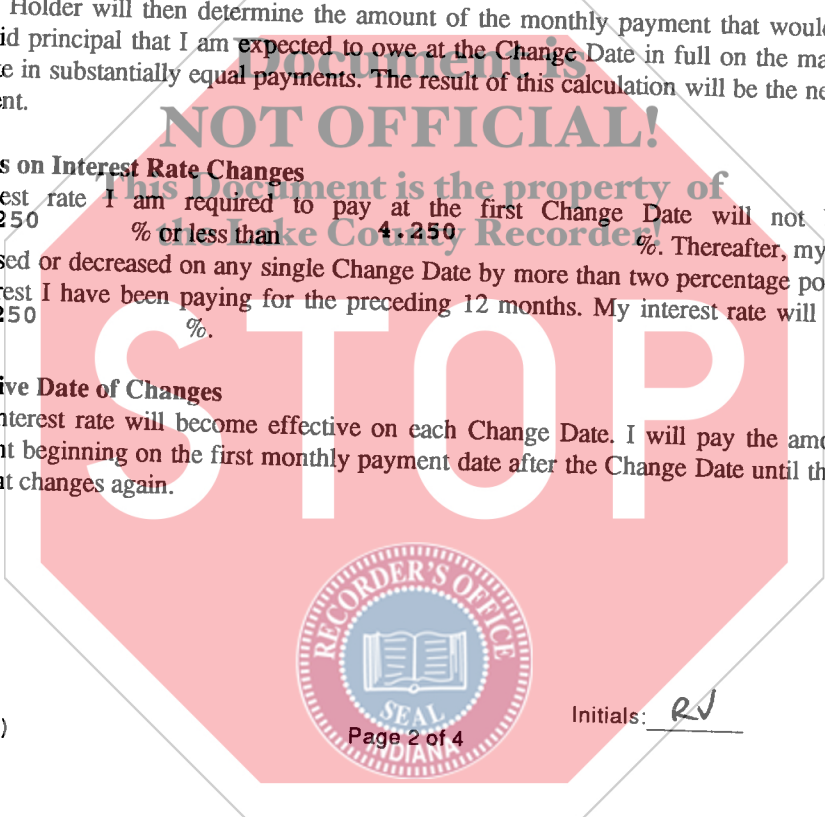 Holder will then determine the amount of the monthly payment that would
id principal that I am expected to owe at the Change Date in full on the ma
e in substantially equal payments. The result of this calculation will be the ne
ent.
Document is
NOT OFFICIAL!
This Document is the property of
the Lake County Recorder!
s on Interest Rate Changes
est rate I am required to pay at the first Change Date will not
250 % or less than 4.250 %. Thereafter, my
sed or decreased on any single Change Date by more than two percentage po
rest I have been paying for the preceding 12 months. My interest rate will
250 %.
STOP
ive Date of Changes
nterest rate will become effective on each Change Date. I will pay the amo
nt beginning on the first monthly payment date after the Change Date until th
at changes again.
RECORDER'S OFFICE
SEAL
INDIANA
)
Page 2 of 4
Initials: RV